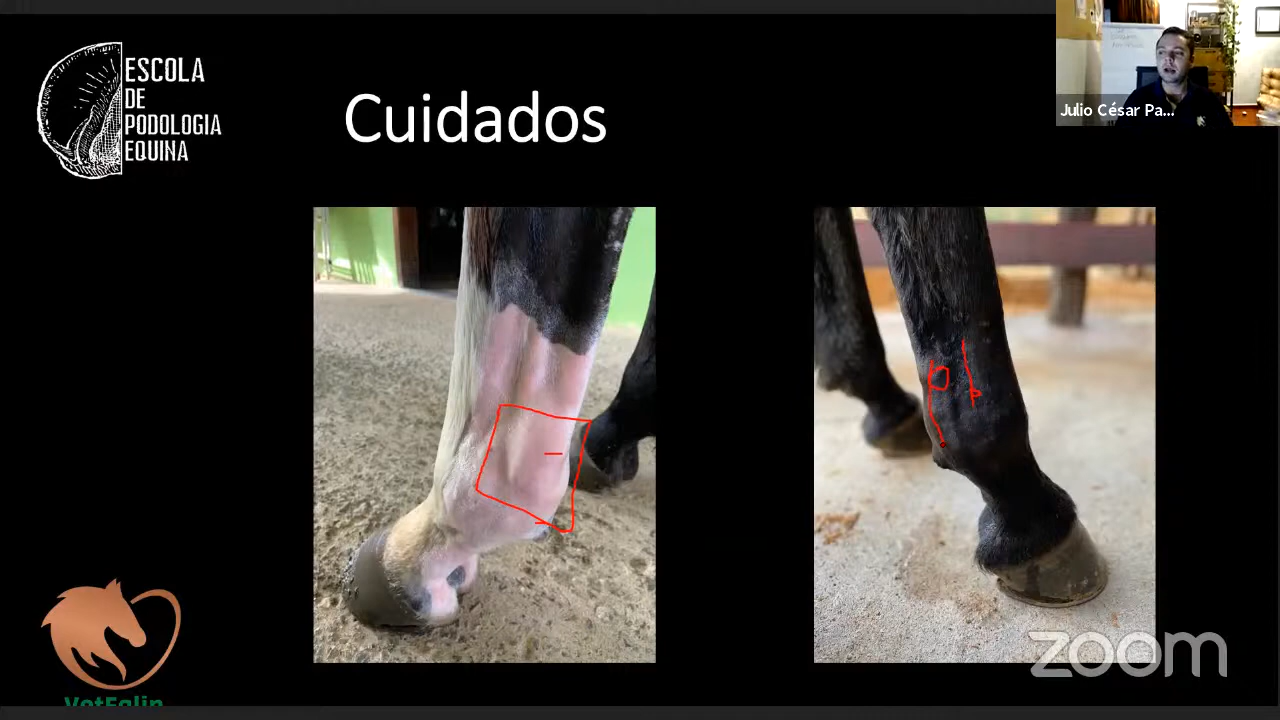 ESCOLA
DE
PODOLOGIA
EQUINA
Cuidados
Julio César Pa...
zoom